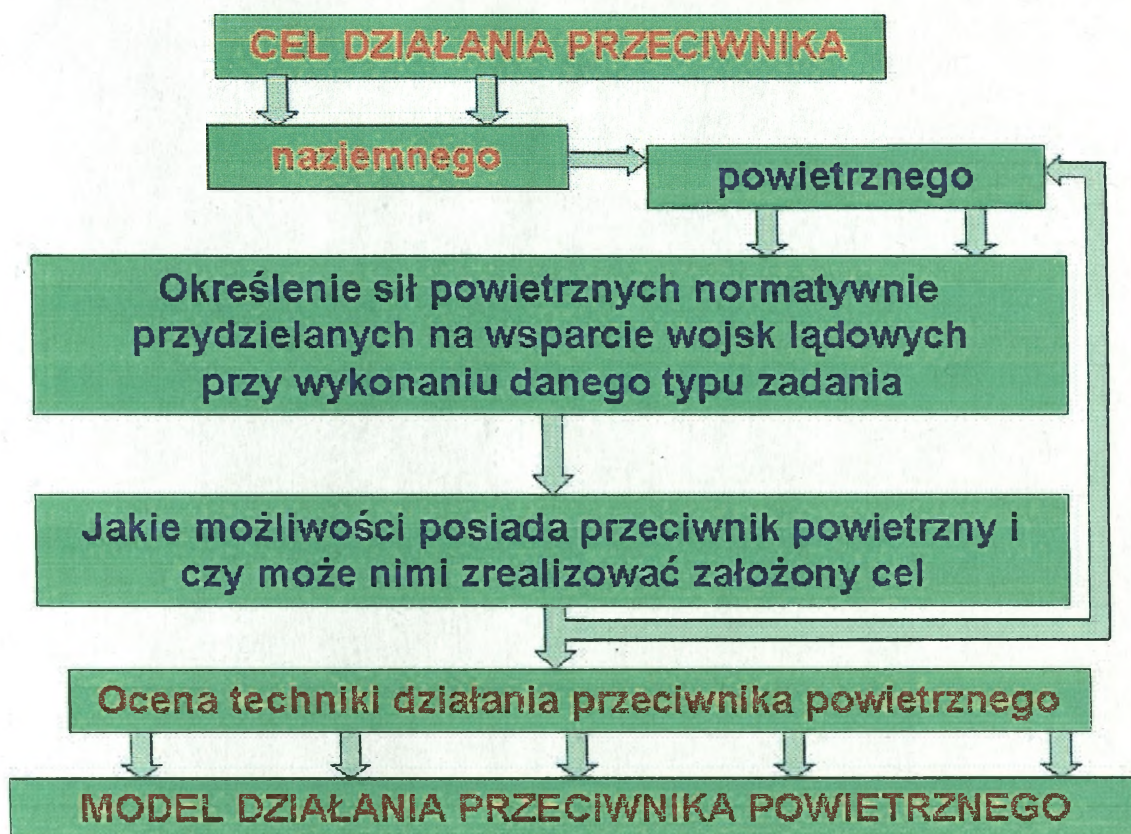 CEL DZIAŁANIA PRZECIWNIKA
naziemnego
powietrznego
Określenie sił powietrznych normatywnie
przydzielanych na wsparcie wojsk lądowych
przy wykonaniu danego typu zadania
Jakie możliwości posiada przeciwnik powietrzny i
czy może nimi zrealizować założony cel
Ocena techniki działania przeciwnika powietrznego
MODEL DZIAŁANIA PRZECIWNIKA POWIETRZNEGO